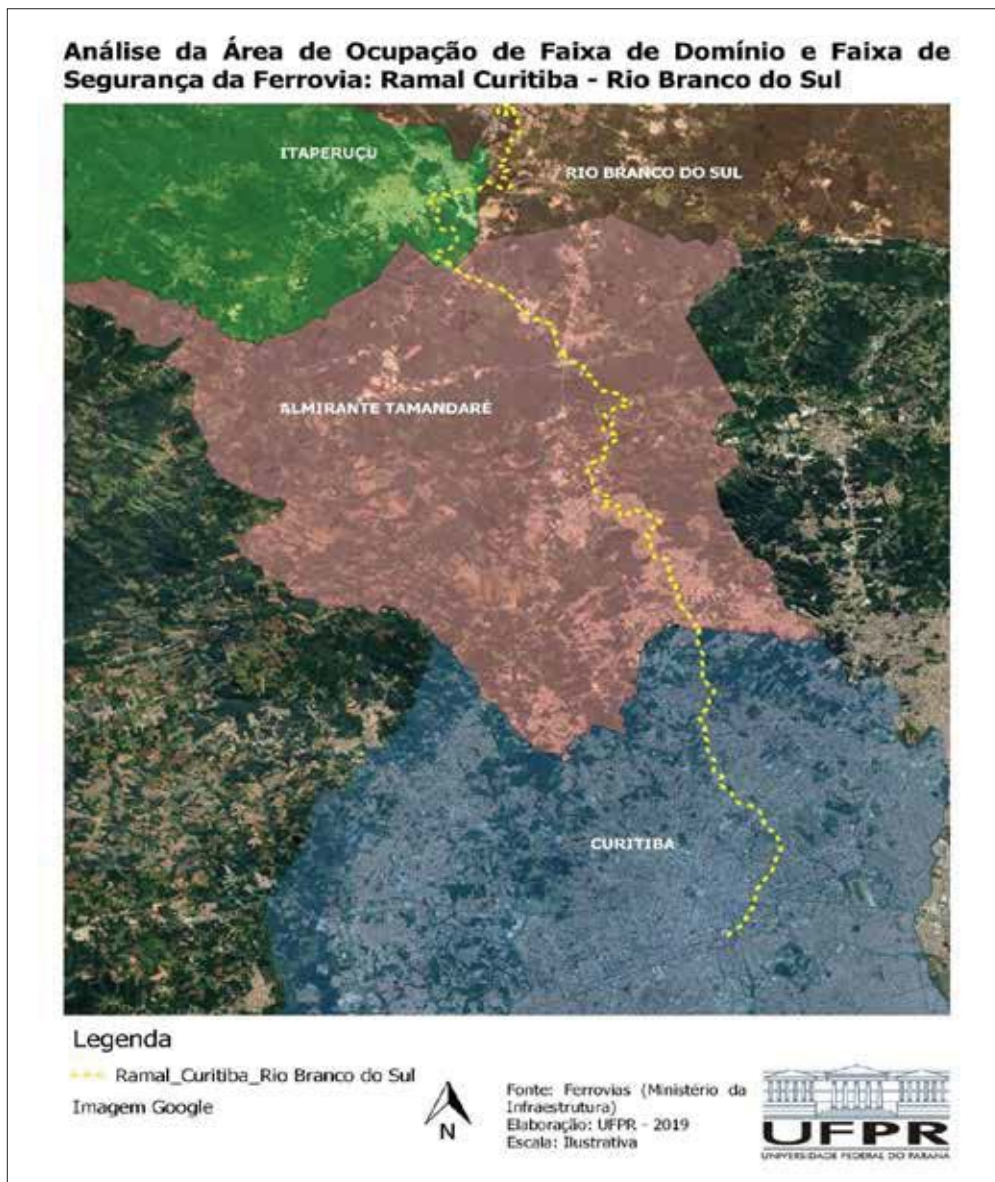 Análise da Área de Ocupação de Faixa de Domínio e Faixa de
Segurança da Ferrovia: Ramal Curitiba - Rio Branco do Sul
ITAPERUÇU
RIO BRANCO DO SUL
ALMIRANTE TAMANDARÉ
CURITIBA
Legenda
Ramal_Curitiba_Rio Branco do Sul
Imagem Google
N
Fonte: Ferrovias (Ministério da
Infraestrutura)
Elaboração: UFPR - 2019
Escala: Ilustrativa
UFPR
UNIVERSIDADE FEDERAL DO PARANÁ